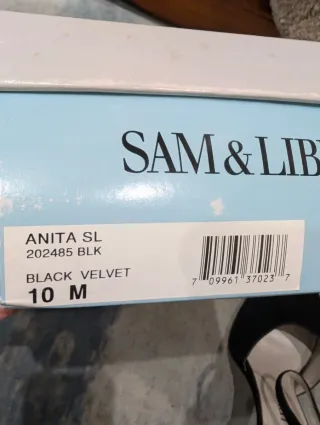 SAM & LIB
ANITA SL
202485 BLK
BLACK VELVET
10 M
7 09961 37023 7